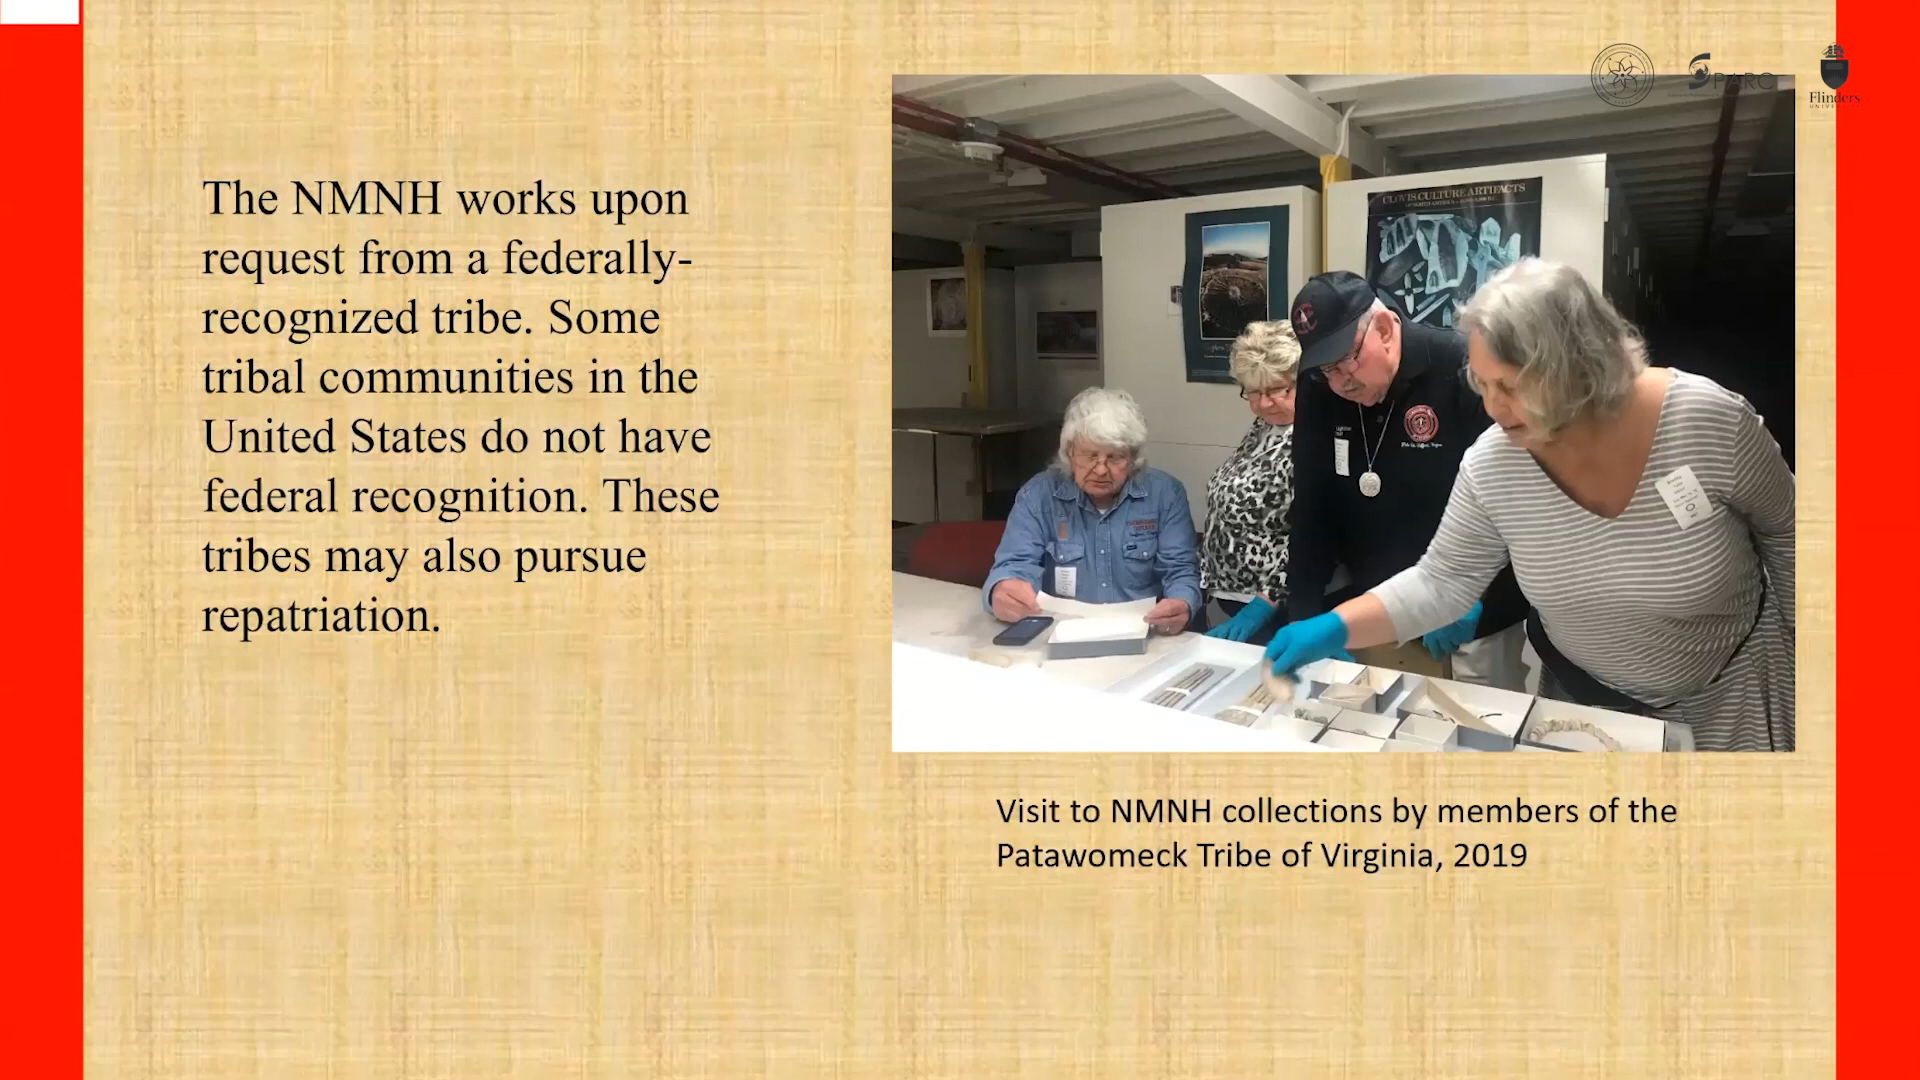 The NMNH works upon
request from a federally-
recognized tribe. Some
tribal communities in the
United States do not have
federal recognition. These
tribes may also pursue
repatriation.
SPARC
Flinders
UNIVERSITY
CLOVIS CULTURE ARTIFACTS
Visit to NMNH collections by members of the
Patawomeck Tribe of Virginia, 2019